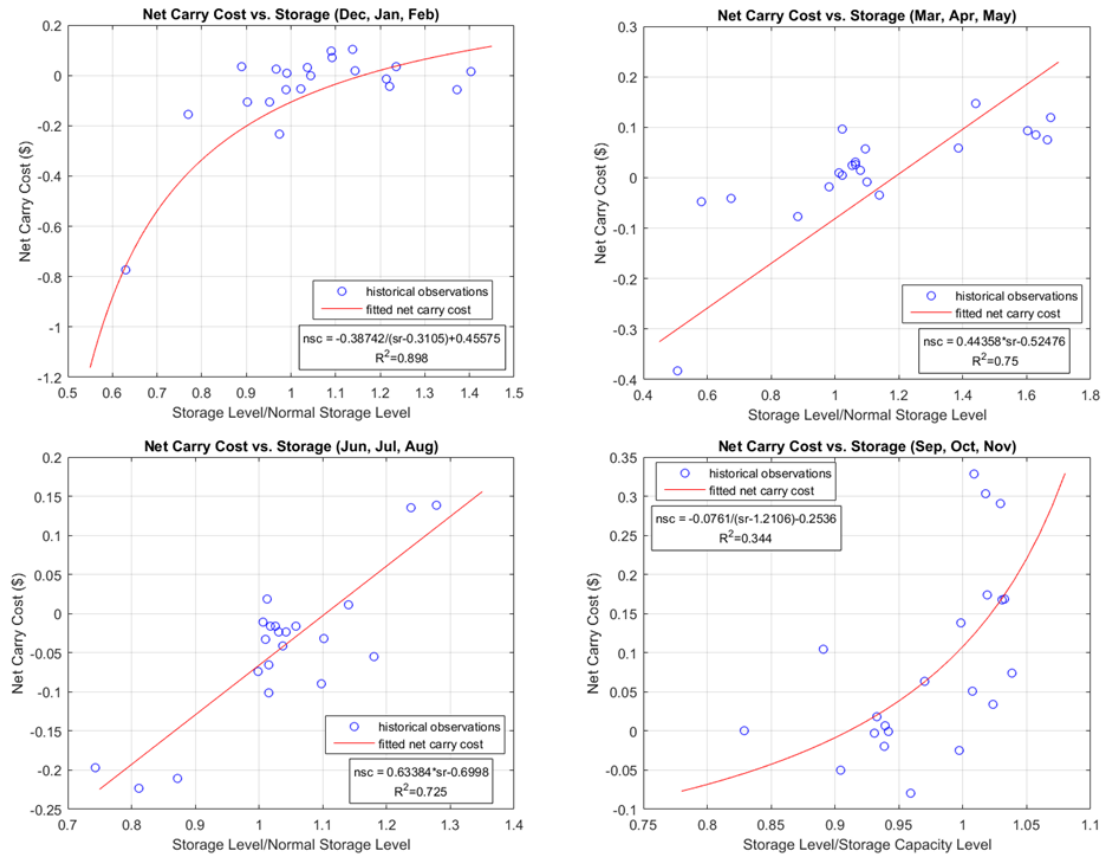 Net Carry Cost vs. Storage (Dec, Jan, Feb)
0.2
0
-0.2
-0.4
-0.6
-0.8
-1
-1.2
Net Carry Cost ($)
historical observations
fitted net carry cost
nsc = -0.38742/(sr-0.3105)+0.45575
R²=0.898
0.5 0.6 0.7 0.8 0.9 1 1.1 1.2 1.3 1.4 1.5
Storage Level/Normal Storage Level
Net Carry Cost vs. Storage (Mar, Apr, May)
0.3
0.2
0.1
0
-0.1
-0.2
-0.3
-0.4
Net Carry Cost ($)
historical observations
fitted net carry cost
nsc = 0.44358*sr-0.52476
R²=0.75
0.4 0.6 0.8 1 1.2 1.4 1.6 1.8
Storage Level/Normal Storage Level
Net Carry Cost vs. Storage (Jun, Jul, Aug)
0.2
0.15
0.1
0.05
0
-0.05
-0.1
-0.15
-0.2
-0.25
Net Carry Cost ($)
historical observations
fitted net carry cost
nsc = 0.63384*sr-0.6998
R²=0.725
0.7 0.8 0.9 1 1.1 1.2 1.3 1.4
Storage Level/Normal Storage Level
Net Carry Cost vs. Storage (Sep, Oct, Nov)
0.35
0.3
0.25
0.2
0.15
0.1
0.05
0
-0.05
-0.1
Net Carry Cost ($)
historical observations
fitted net carry cost
nsc = -0.0761/(sr-1.2106)-0.2536
R²=0.344
0.75 0.8 0.85 0.9 0.95 1 1.05 1.1
Storage Level/Storage Capacity Level